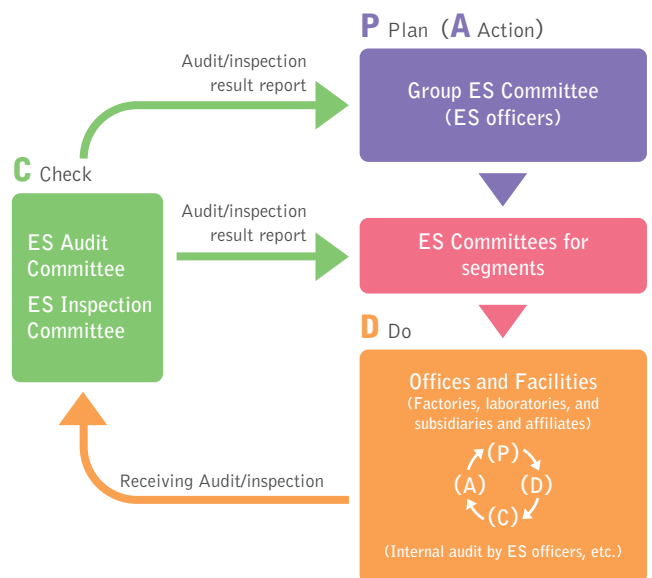 P Plan (A Action)
Audit/inspection
result report
Group ES Committee
(ES officers)
C Check
ES Audit
Committee
ES Inspection
Committee
Audit/inspection
result report
ES Committees for
segments
D Do
Offices and Facilities
(Factories, laboratories, and
subsidiaries and affiliates)
(P)
(A) (D)
(C)
Receiving Audit/inspection
(Internal audit by ES officers, etc.)